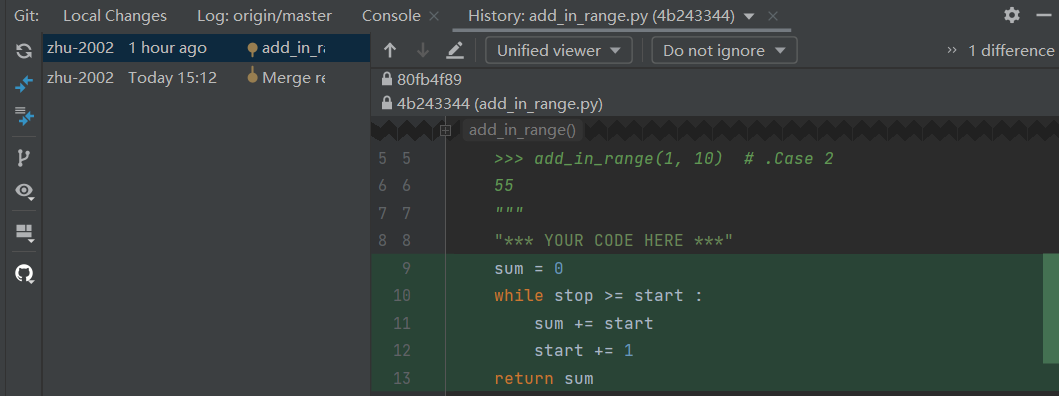 Git: Local Changes Log: origin/master Console History: add_in_range.py (4b243344)
zhu-2002 1 hour ago add_in_ra
zhu-2002 Today 15:12 Merge re
Unified viewer Do not ignore 1 difference
80fb4f89
4b243344 (add_in_range.py)
add_in_range()
5 5 >>> add_in_range(1, 10) # .Case 2
6 6 55
7 7 """
8 8 "*** YOUR CODE HERE ***"
9 sum = 0
10 while stop >= start :
11 sum += start
12 start += 1
13 return sum